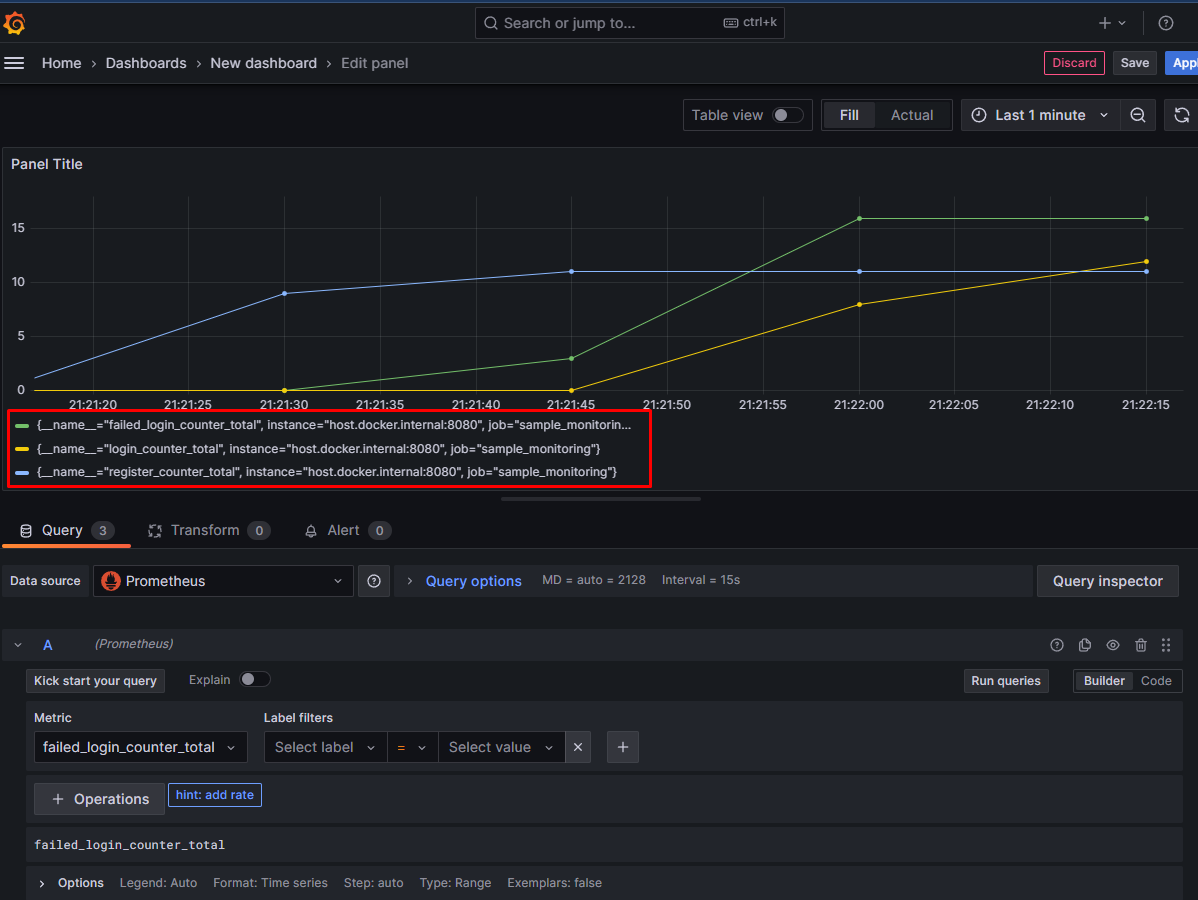 Search or jump to... ctrl+k
Home › Dashboards › New dashboard › Edit panel
Discard Save Appl
Table view Fill Actual Last 1 minute
Panel Title
15
10
5
0
21:21:20 21:21:25 21:21:30 21:21:35 21:21:40 21:21:45 21:21:50 21:21:55 21:22:00 21:22:05 21:22:10 21:22:15
{__name__="failed_login_counter_total", instance="host.docker.internal:8080", job="sample_monitorin...
{__name__="login_counter_total", instance="host.docker.internal:8080", job="sample_monitoring"}
{__name__="register_counter_total", instance="host.docker.internal:8080", job="sample_monitoring"}
Query 3 Transform 0 Alert 0
Data source Prometheus Query options MD = auto = 2128 Interval = 15s Query inspector
A (Prometheus)
Kick start your query Explain Run queries Builder Code
Metric Label filters
failed_login_counter_total Select label = Select value
+ Operations hint: add rate
failed_login_counter_total
Options Legend: Auto Format: Time series Step: auto Type: Range Exemplars: false